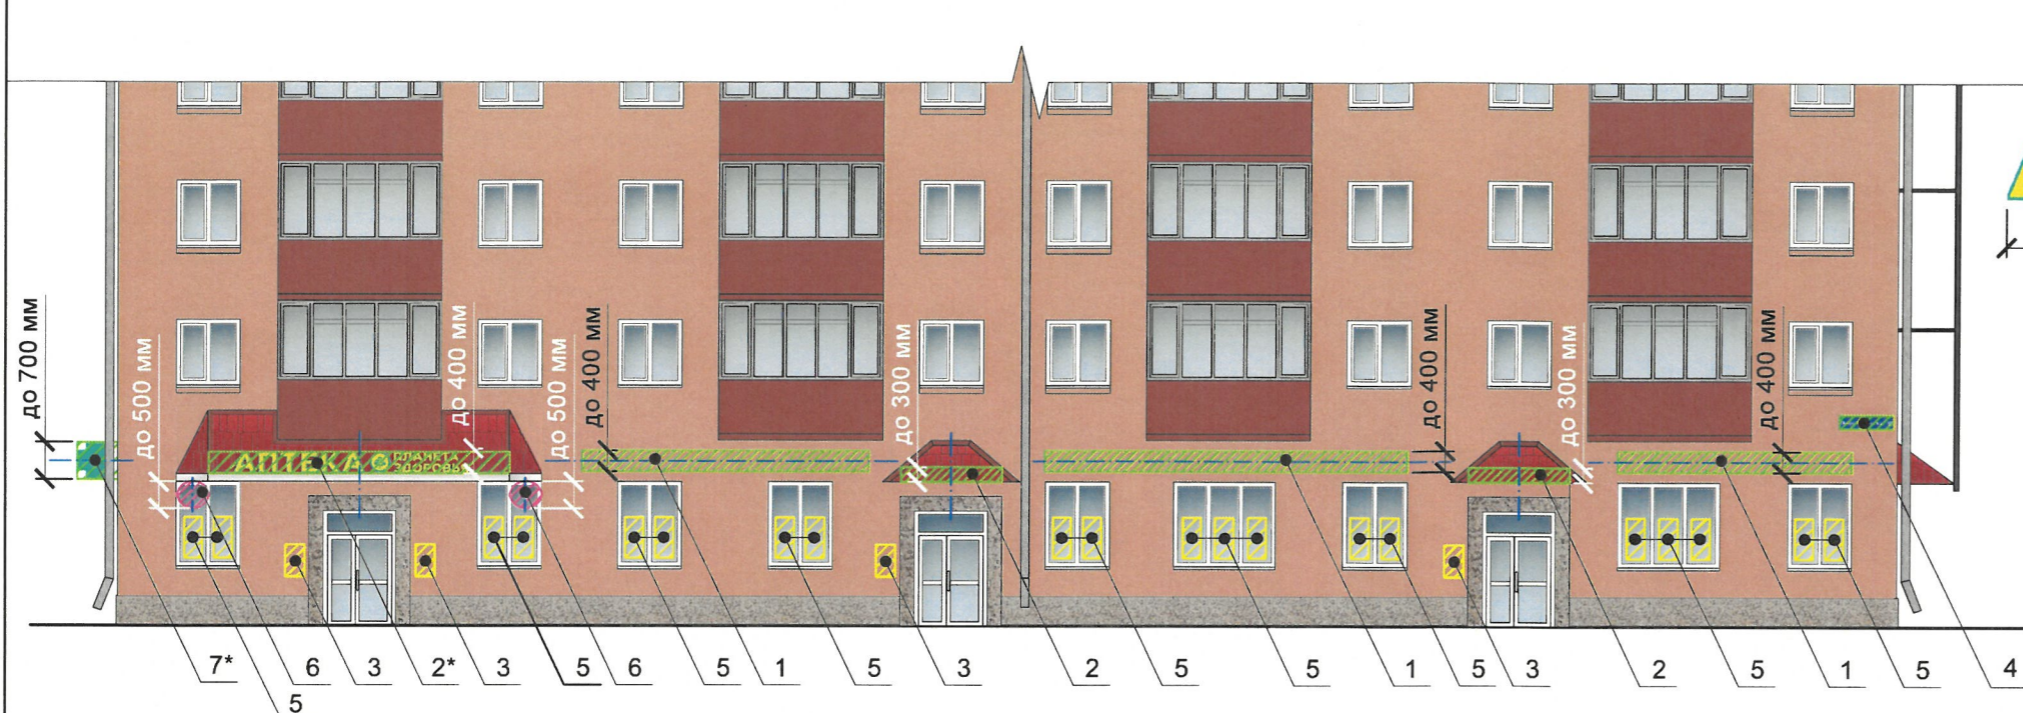 до 700 мм
до 500 мм
до 400 мм
до 500 мм
до 400 мм
до 300 мм
до 400 мм
до 300 мм
до 400 мм
АПТЕКА ПЛАНЕТА
ЗДОРОВЬЯ
7*
6
3
2*
3
5
6
5
1
5
3
2
5
5
1
5
3
2
5
1
5
4
5